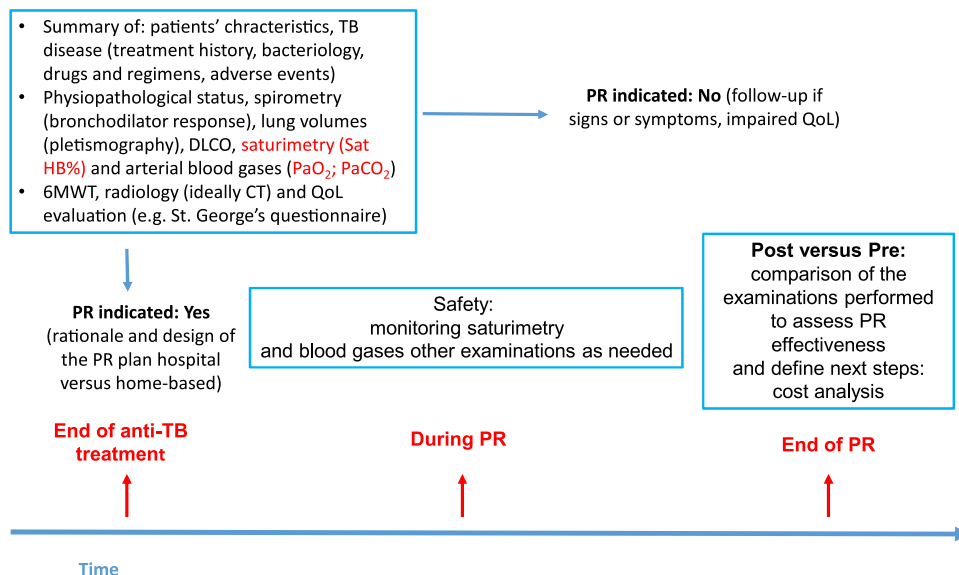 • Summary of: patients’ chracteristics, TB
disease (treatment history, bacteriology,
drugs and regimens, adverse events)
• Physiopathological status, spirometry
(bronchodilator response), lung volumes
(pletismography), DLCO, saturimetry (Sat
HB%) and arterial blood gases (PaO₂; PaCO₂)
• 6MWT, radiology (ideally CT) and QoL
evaluation (e.g. St. George’s questionnaire)
PR indicated: No (follow-up if
signs or symptoms, impaired QoL)
PR indicated: Yes
(rationale and design of
the PR plan hospital
versus home-based)
Safety:
monitoring saturimetry
and blood gases other examinations as needed
Post versus Pre:
comparison of the
examinations performed
to assess PR
effectiveness
and define next steps:
cost analysis
End of anti-TB
treatment
During PR
End of PR
Time